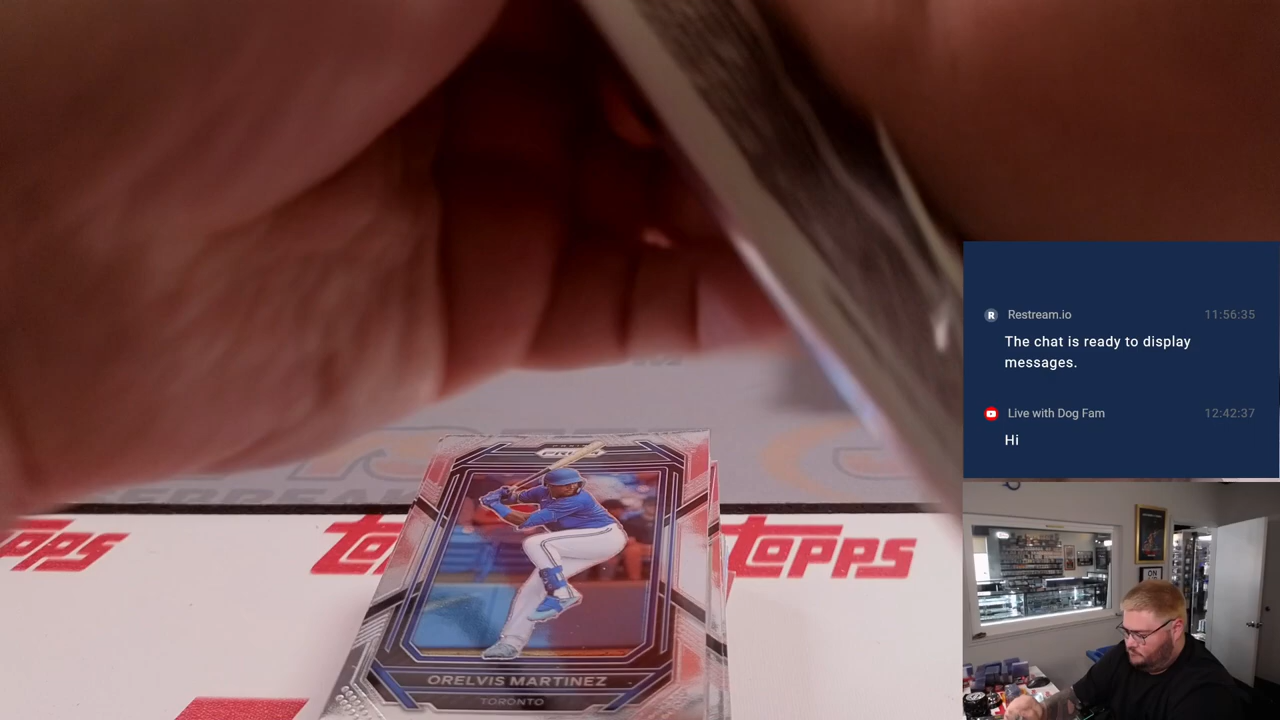 Restream.io 11:56:35
The chat is ready to display
messages.
Live with Dog Fam 12:42:37
Hi
PRIZM
TOPPS
TOPPS
TOPPS
ORELVIS MARTINEZ
TORONTO
ON